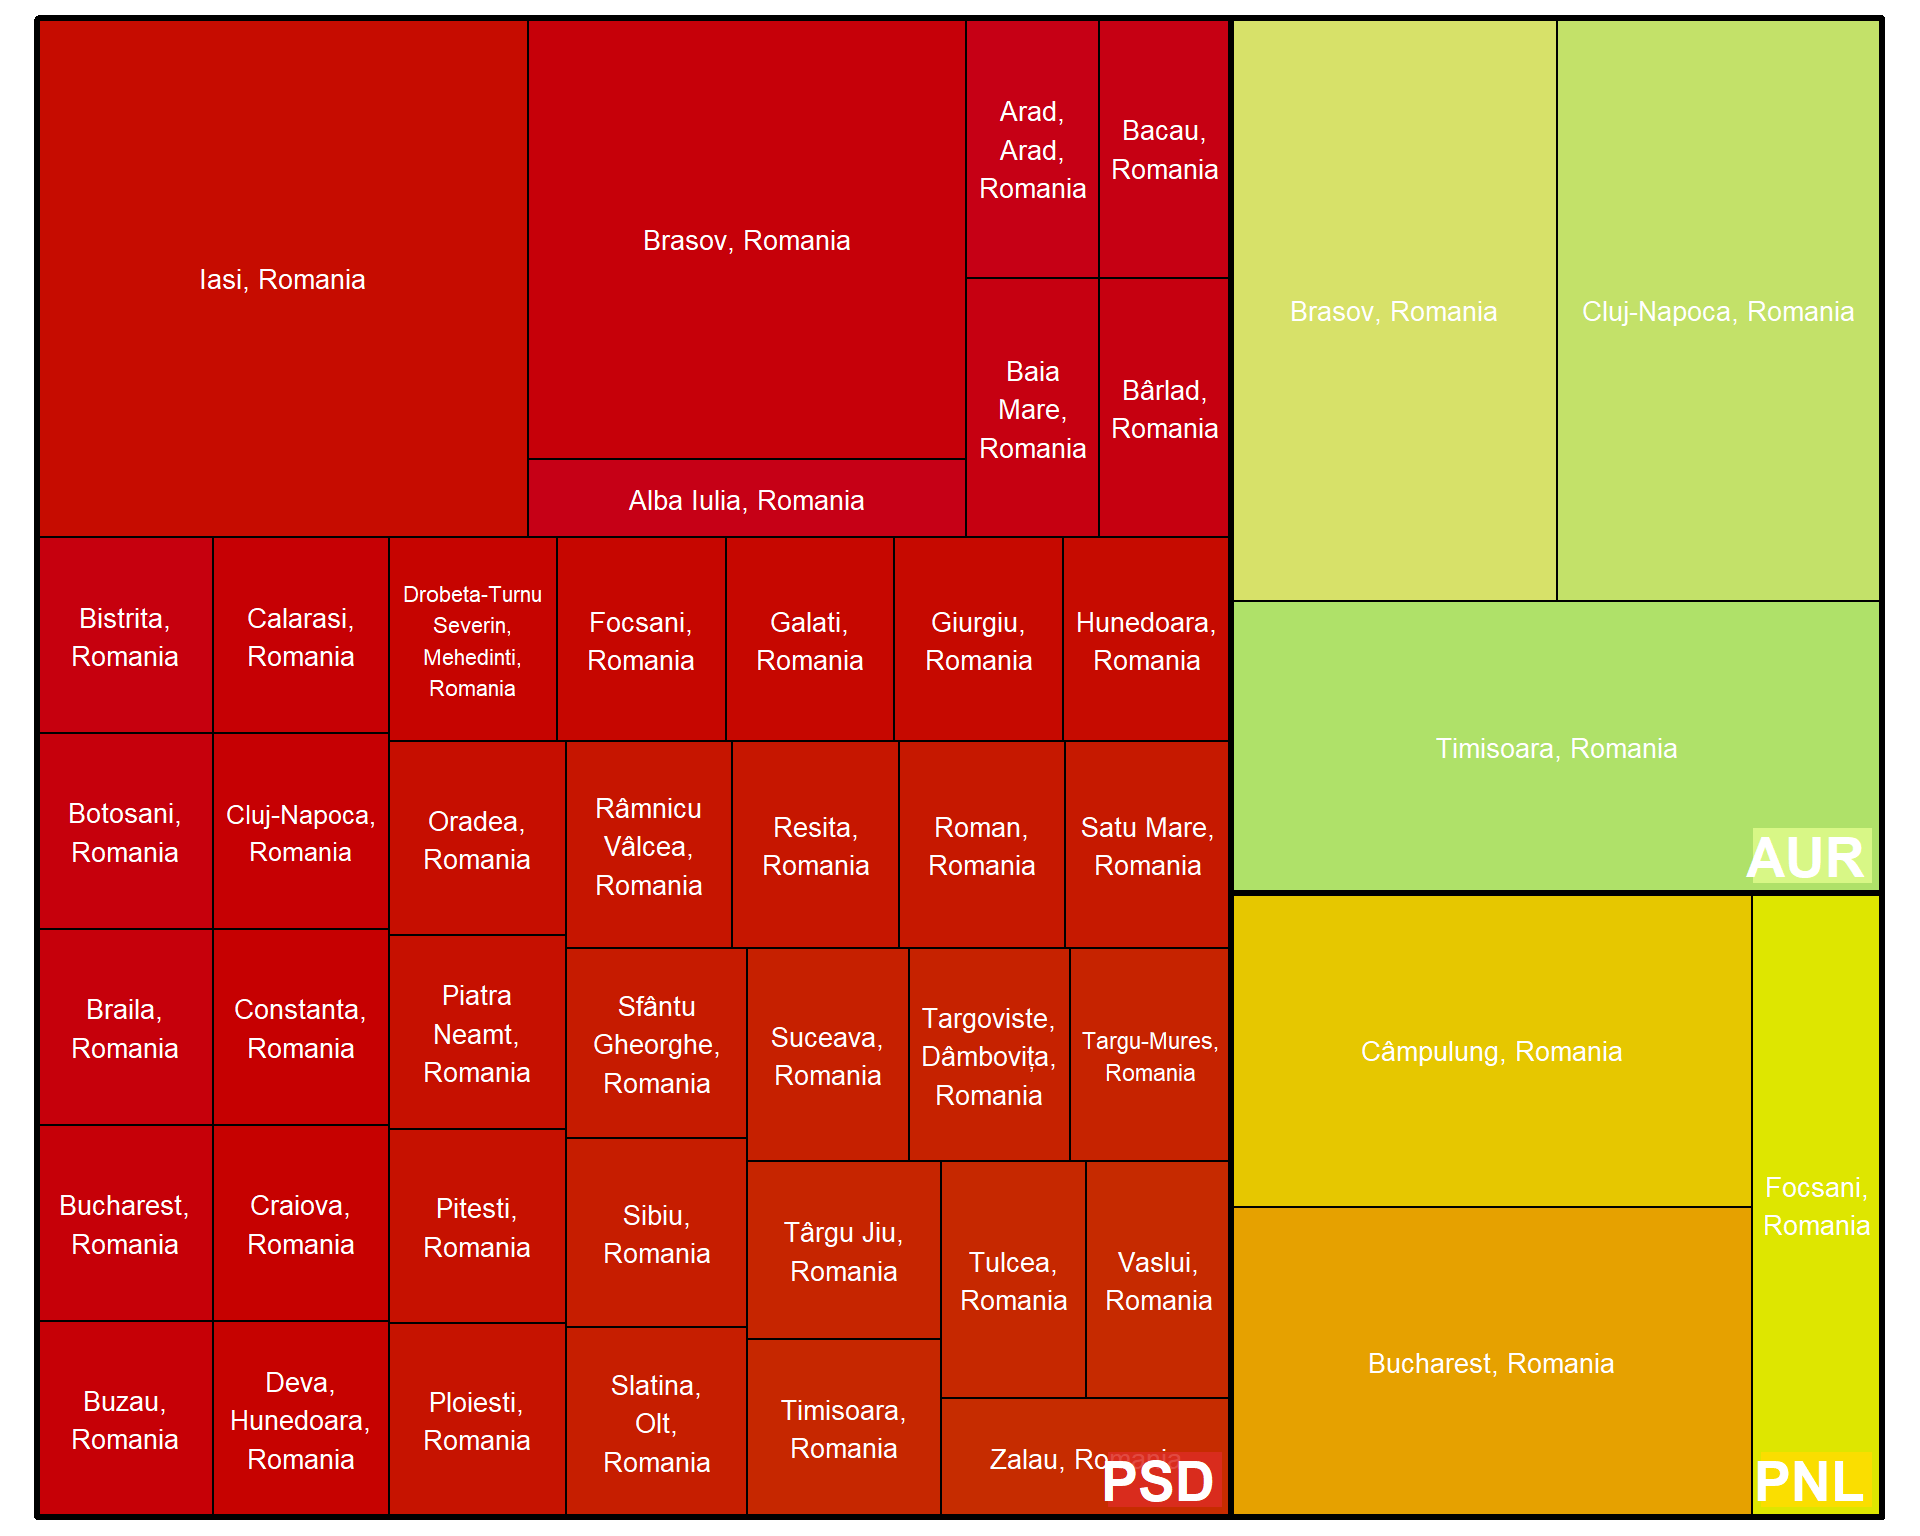 Iasi, Romania
Brasov, Romania
Alba Iulia, Romania
Arad,
Arad,
Romania
Bacau,
Romania
Baia
Mare,
Romania
Bârlad,
Romania
Bistrita,
Romania
Calarasi,
Romania
Drobeta-Turnu
Severin,
Mehedinti,
Romania
Focsani,
Romania
Galati,
Romania
Giurgiu,
Romania
Hunedoara,
Romania
Botosani,
Romania
Cluj-Napoca,
Romania
Oradea,
Romania
Râmnicu
Vâlcea,
Romania
Resita,
Romania
Roman,
Romania
Satu Mare,
Romania
Braila,
Romania
Constanta,
Romania
Piatra
Neamt,
Romania
Sfântu
Gheorghe,
Romania
Suceava,
Romania
Targoviste,
Dâmbovița,
Romania
Targu-Mures,
Romania
Bucharest,
Romania
Craiova,
Romania
Pitesti,
Romania
Sibiu,
Romania
Târgu Jiu,
Romania
Tulcea,
Romania
Vaslui,
Romania
Buzau,
Romania
Deva,
Hunedoara,
Romania
Ploiesti,
Romania
Slatina,
Olt,
Romania
Timisoara,
Romania
Zalau, Romania
PSD
Brasov, Romania
Cluj-Napoca, Romania
Timisoara, Romania
AUR
Câmpulung, Romania
Bucharest, Romania
Focsani,
Romania
PNL